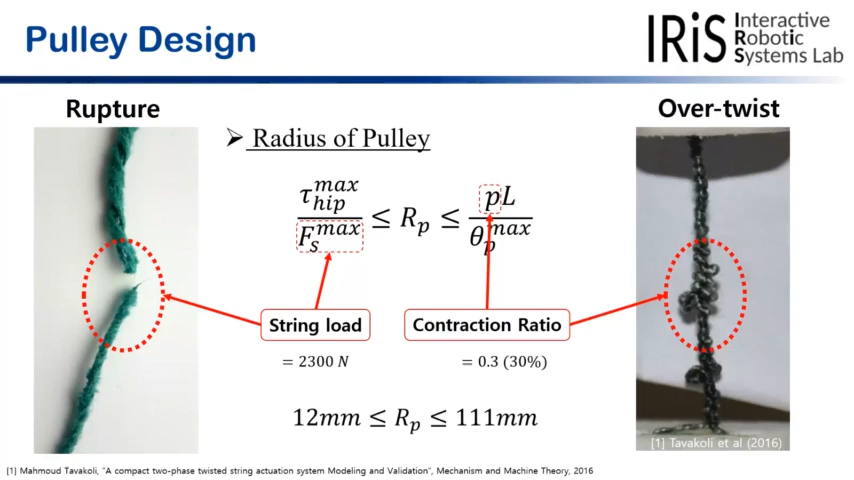 Pulley Design
IRiS Interactive
Robotic
Systems Lab
Rupture
Over-twist
➢ Radius of Pulley
τ_hip^max / F_s^max ≤ R_p ≤ pL / θ_p^max
String load
Contraction Ratio
= 2300 N
= 0.3 (30%)
12mm ≤ R_p ≤ 111mm
[1] Tavakoli et al (2016)
[1] Mahmoud Tavakoli, "A compact two-phase twisted string actuation system Modeling and Validation", Mechanism and Machine Theory, 2016